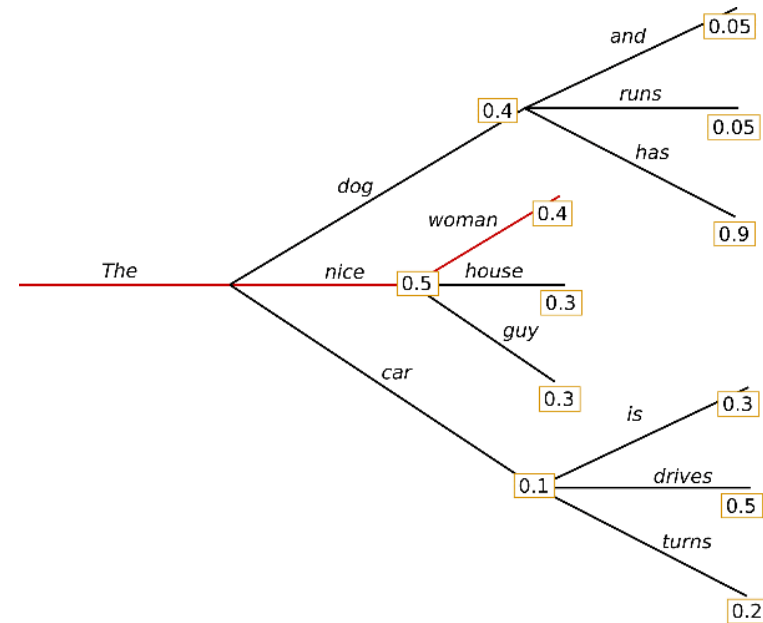 and
0.05
runs
0.4
0.05
has
dog
woman
0.4
0.9
The
nice
0.5
house
0.3
guy
car
0.3
is
0.3
drives
0.1
0.5
turns
0.2